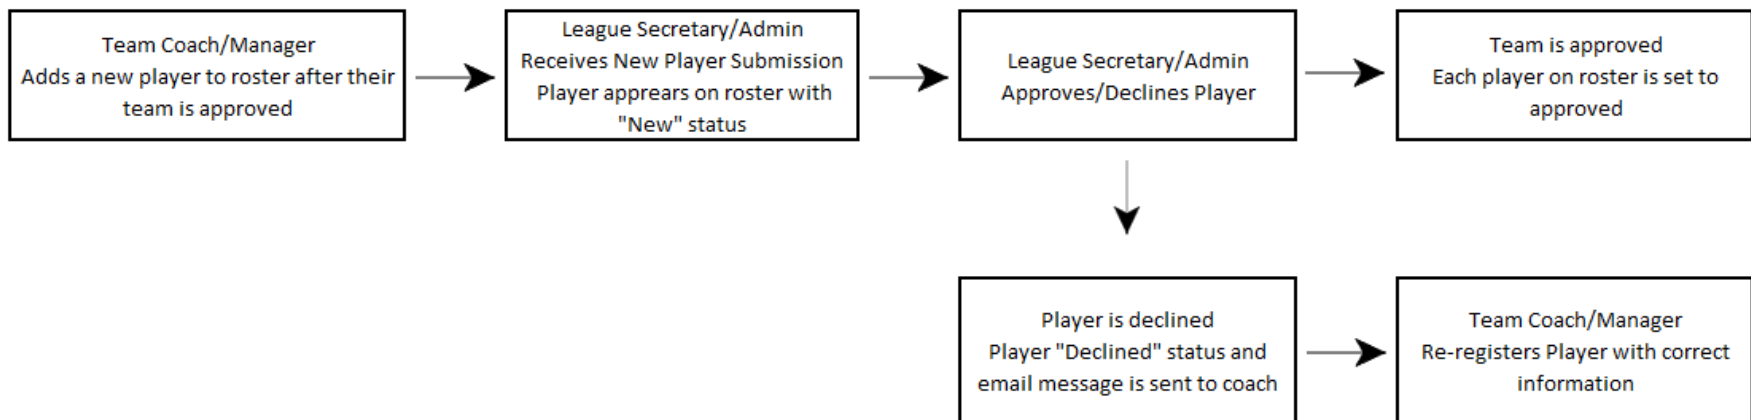 Team Coach/Manager
Adds a new player to roster after their
team is approved
League Secretary/Admin
Receives New Player Submission
Player apprears on roster with
"New" status
League Secretary/Admin
Approves/Declines Player
Team is approved
Each player on roster is set to
approved
Player is declined
Player "Declined" status and
email message is sent to coach
Team Coach/Manager
Re-registers Player with correct
information